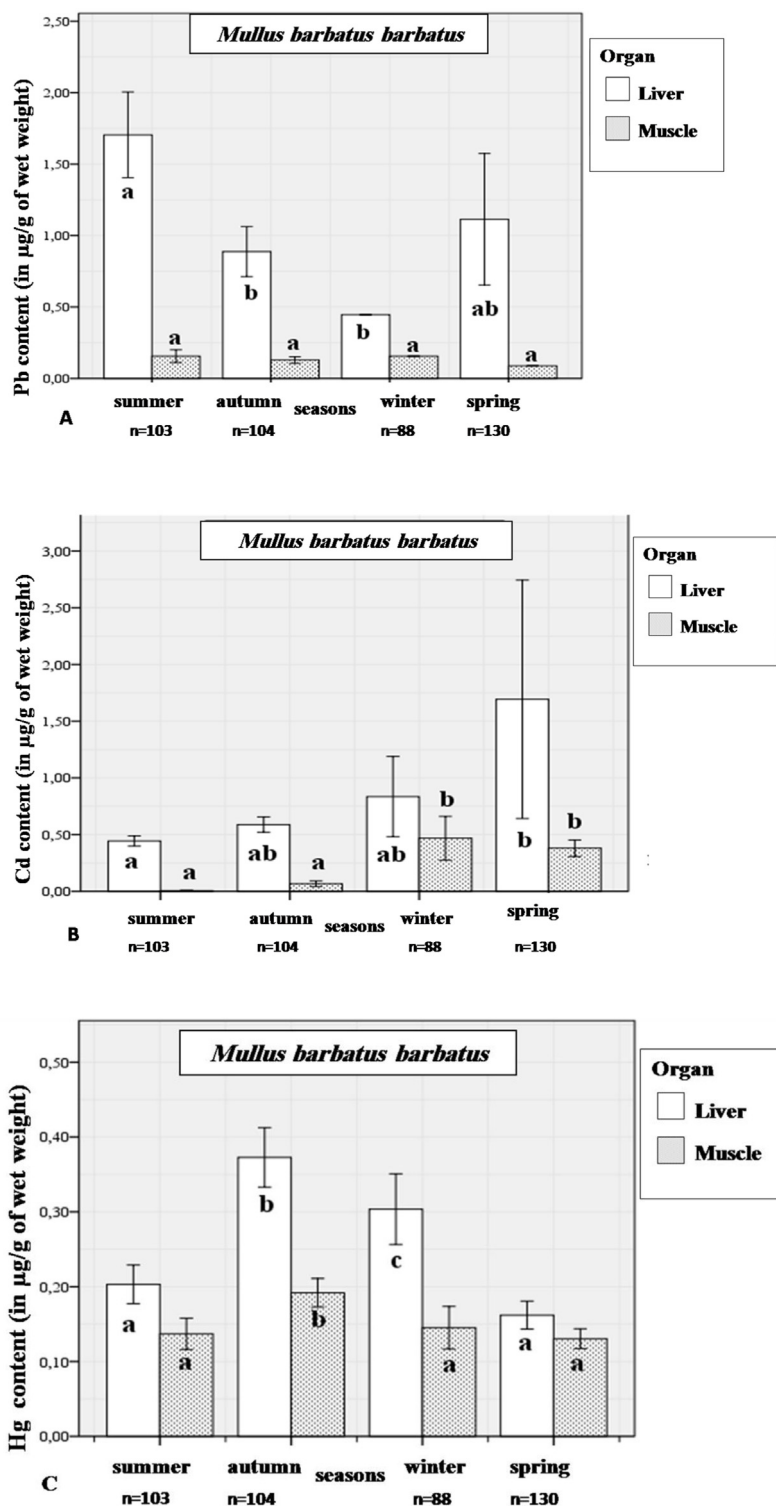 Mullus barbatus barbatus
Organ
Liver
Muscle
Pb content (in µg/g of wet weight)
2,50
2,00
1,50
1,00
0,50
0,00
a
a
b
a
b
a
ab
a
summer autumn seasons winter spring
A
n=103 n=104 n=88 n=130
Mullus barbatus barbatus
Organ
Liver
Muscle
Cd content (in µg/g of wet weight)
3,00
2,50
2,00
1,50
1,00
0,50
0,00
a
a
ab
a
ab
b
b
b
:
summer autumn seasons winter spring
B
n=103 n=104 n=88 n=130
Mullus barbatus barbatus
Organ
Liver
Muscle
Hg content (in µg/g of wet weight)
0,50
0,40
0,30
0,20
0,10
0,00
a
a
b
b
c
a
a
a
summer autumn seasons winter spring
C
n=103 n=104 n=88 n=130